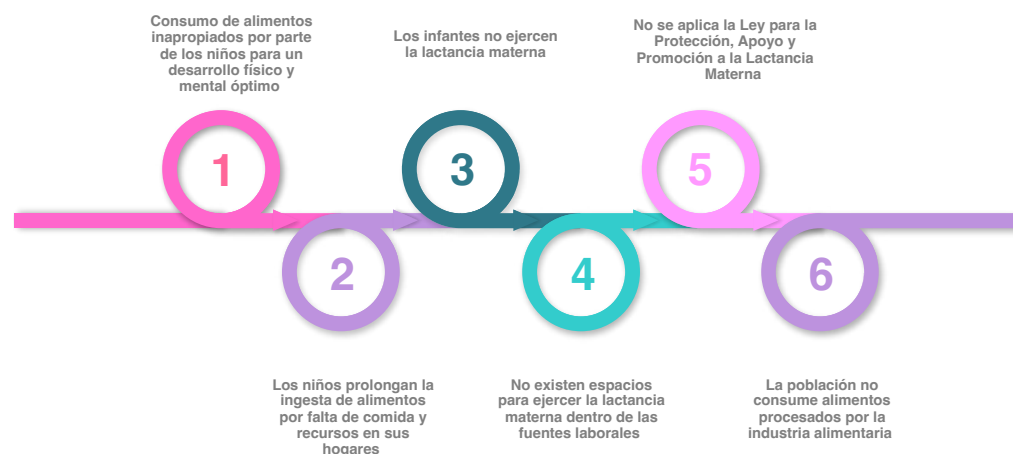 Consumo de alimentos
inapropiados por parte
de los niños para un
desarrollo físico y
mental óptimo
1
Los niños prolongan la
ingesta de alimentos
por falta de comida y
recursos en sus
hogares
2
Los infantes no ejercen
la lactancia materna
3
No existen espacios
para ejercer la lactancia
materna dentro de las
fuentes laborales
4
No se aplica la Ley para la
Protección, Apoyo y
Promoción a la Lactancia
Materna
5
La población no
consume alimentos
procesados por la
industria alimentaria
6